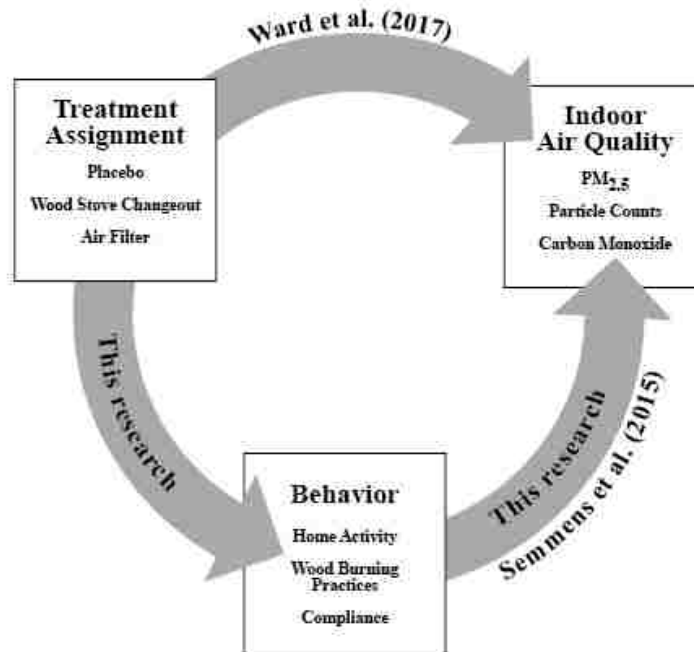 Ward et al. (2017)
Treatment
Assignment
Placebo
Wood Stove Changeout
Air Filter
Indoor
Air Quality
PM2.5
Particle Counts
Carbon Monoxide
This research
Behavior
Home Activity
Wood Burning
Practices
Compliance
This research
Semmens et al. (2015)